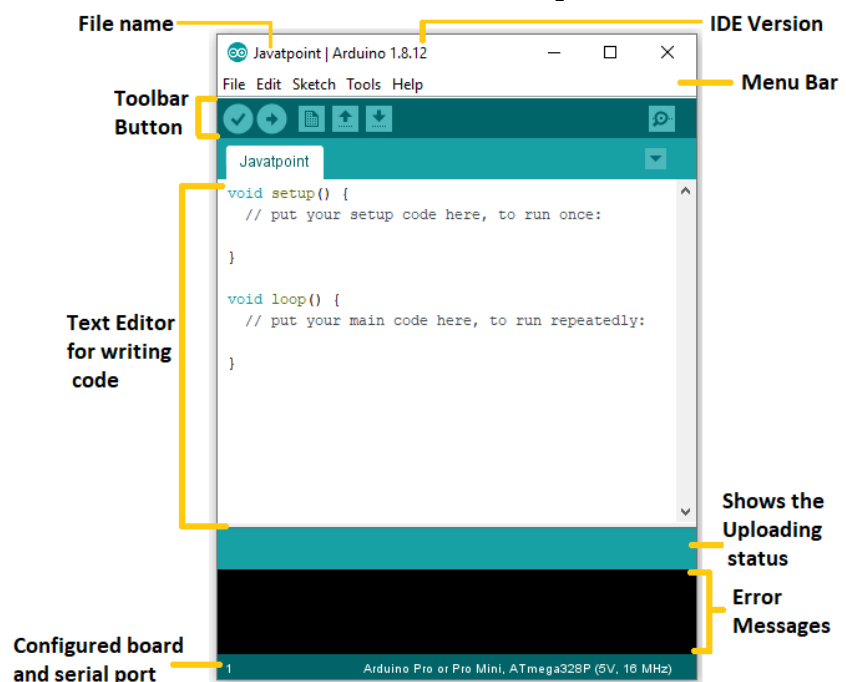 File name
IDE Version
Javatpoint | Arduino 1.8.12
File Edit Sketch Tools Help
Menu Bar
Toolbar
Button
Javatpoint
void setup() {
// put your setup code here, to run once:
}
void loop() {
// put your main code here, to run repeatedly:
}
Text Editor
for writing
code
Shows the
Uploading
status
Error
Messages
Configured board
and serial port
1
Arduino Pro or Pro Mini, ATmega328P (5V, 16 MHz)